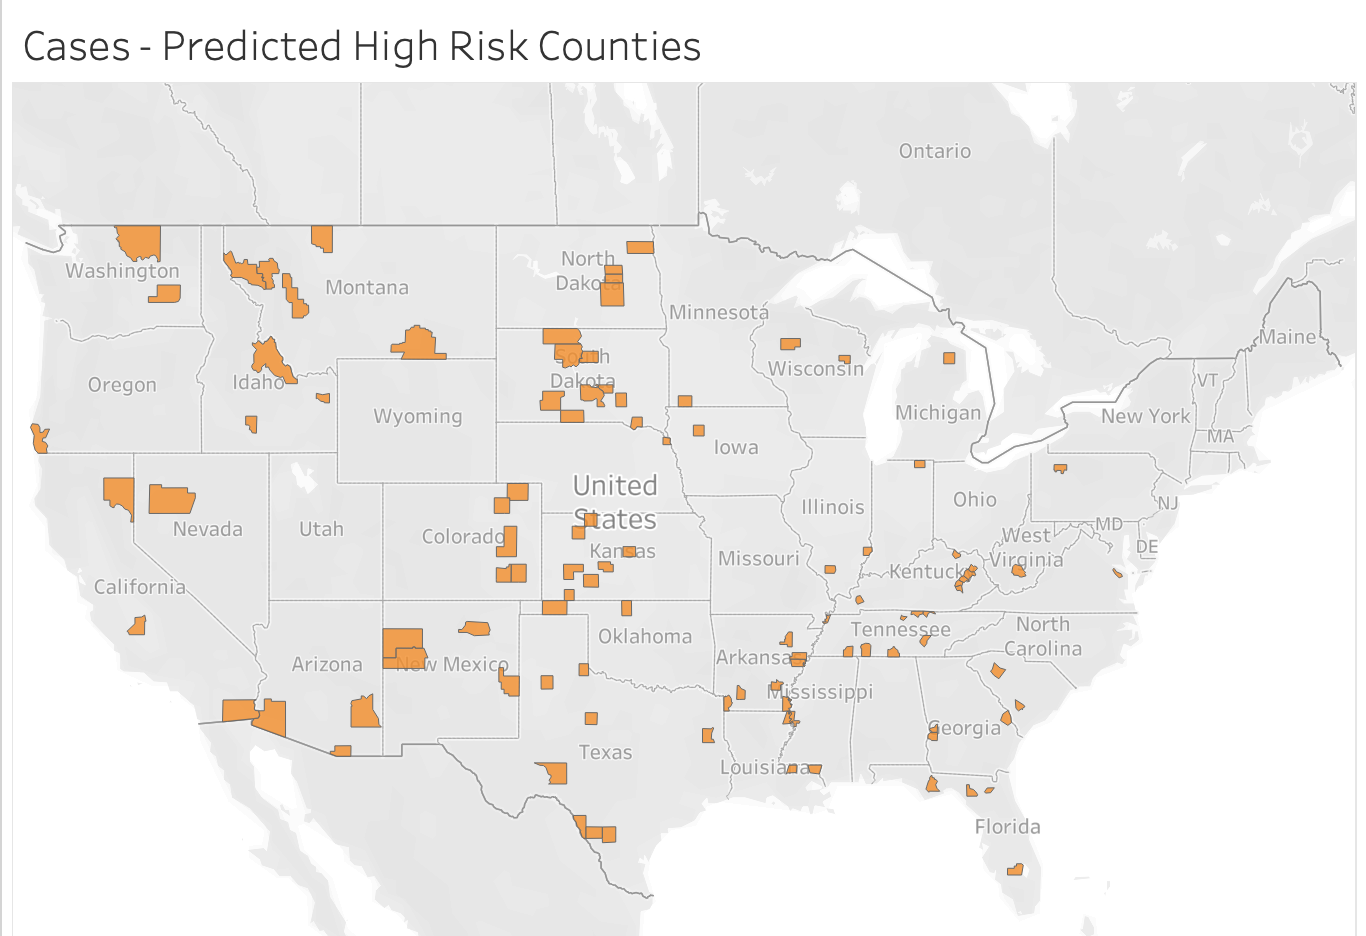 Cases - Predicted High Risk Counties
Ontario
North
Dakota
Washington
Montana
Minnesota
Maine
South
Dakota
Wisconsin
Oregon
Idaho
Wyoming
Michigan
VT
New York
MA
Iowa
United
States
Nevada
Utah
Colorado
Kansas
Illinois
Ohio
NJ
MD
DE
West
Virginia
Missouri
Kentucky
California
Arizona
New Mexico
Oklahoma
Arkansas
Tennessee
North
Carolina
Mississippi
Georgia
Texas
Louisiana
Florida